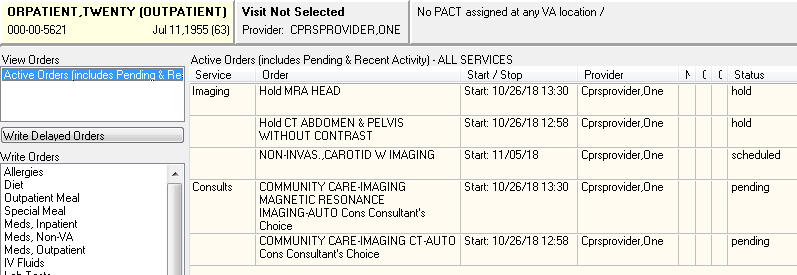 ORPATIENT,TWENTY (OUTPATIENT)
000-00-5621 Jul 11,1955 (63)
Visit Not Selected
Provider: CPRSPROVIDER,ONE
No PACT assigned at any VA location /
View Orders
Active Orders (includes Pending & Re
Write Delayed Orders
Write Orders
Allergies
Diet
Outpatient Meal
Special Meal
Meds, Inpatient
Meds, Non-VA
Meds, Outpatient
IV Fluids
Active Orders (includes Pending & Recent Activity) - ALL SERVICES
Service Order Start / Stop Provider Status
Imaging Hold MRA HEAD Start: 10/26/18 13:30 Cprsprovider,One hold
Hold CT ABDOMEN & PELVIS Start: 10/26/18 12:58 Cprsprovider,One hold
WITHOUT CONTRAST
NON-INVAS.,CAROTID W IMAGING Start: 11/05/18 Cprsprovider,One scheduled
Consults COMMUNITY CARE-IMAGING Start: 10/26/18 13:30 Cprsprovider,One pending
MAGNETIC RESONANCE
IMAGING-AUTO Cons Consultant's
Choice
COMMUNITY CARE-IMAGING CT-AUTO Start: 10/26/18 12:58 Cprsprovider,One pending
Cons Consultant's Choice